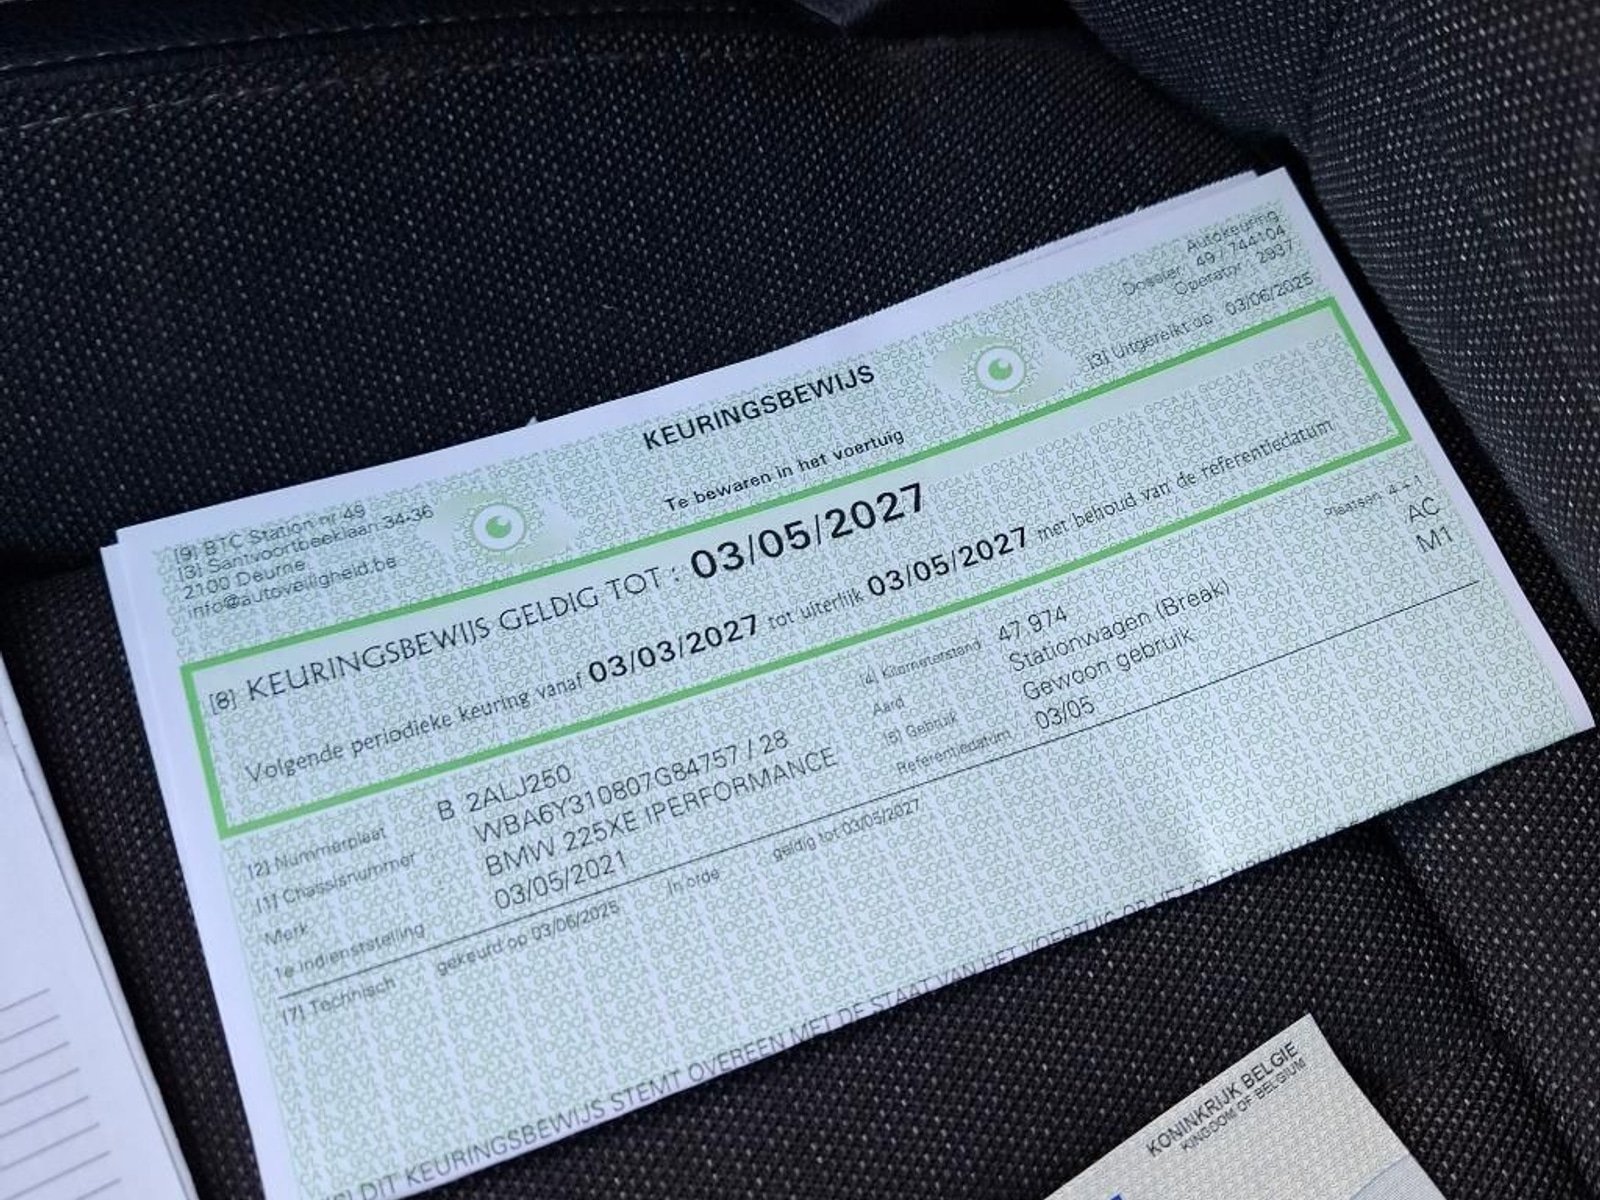 [9] BTC Station nr 49
[3] Santvoortbeeklaan 34-36
2100 Deurne
info@autoveiligheid.be
KEURINGSBEWIJS
Te bewaren in het voertuig
Autokeuring
Dossier : 497744104
Operator : 2937
[3] Uitgereikt op 03/06/2025
[8] KEURINGSBEWIJS GELDIG TOT : 03/05/2027
Volgende periodieke keuring vanaf 03/03/2027 tot uiterlijk 03/05/2027 met behoud van de referentiedatum
[2] Nummerplaat B 2ALJ250
[1] Chassisnummer WBA6Y310807G84757 / 28
Merk BMW 225XE IPERFORMANCE
1e indienststelling 03/05/2021
[4] Kilometerstand 47.974
Aard Stationwagen (Break)
[5] Gebruik Gewoon gebruik
Referentiedatum 03/05
Plaatsen 4+1
AC
M1
[7] Technisch gekeurd op 03/06/2025 In orde geldig tot 03/05/2027
DIT KEURINGSBEWIJS STEMT OVEREEN MET DE STAAT VAN HET VOERTUIG OP HET
KONINKRIJK BELGIE
KINGDOM OF BELGIUM